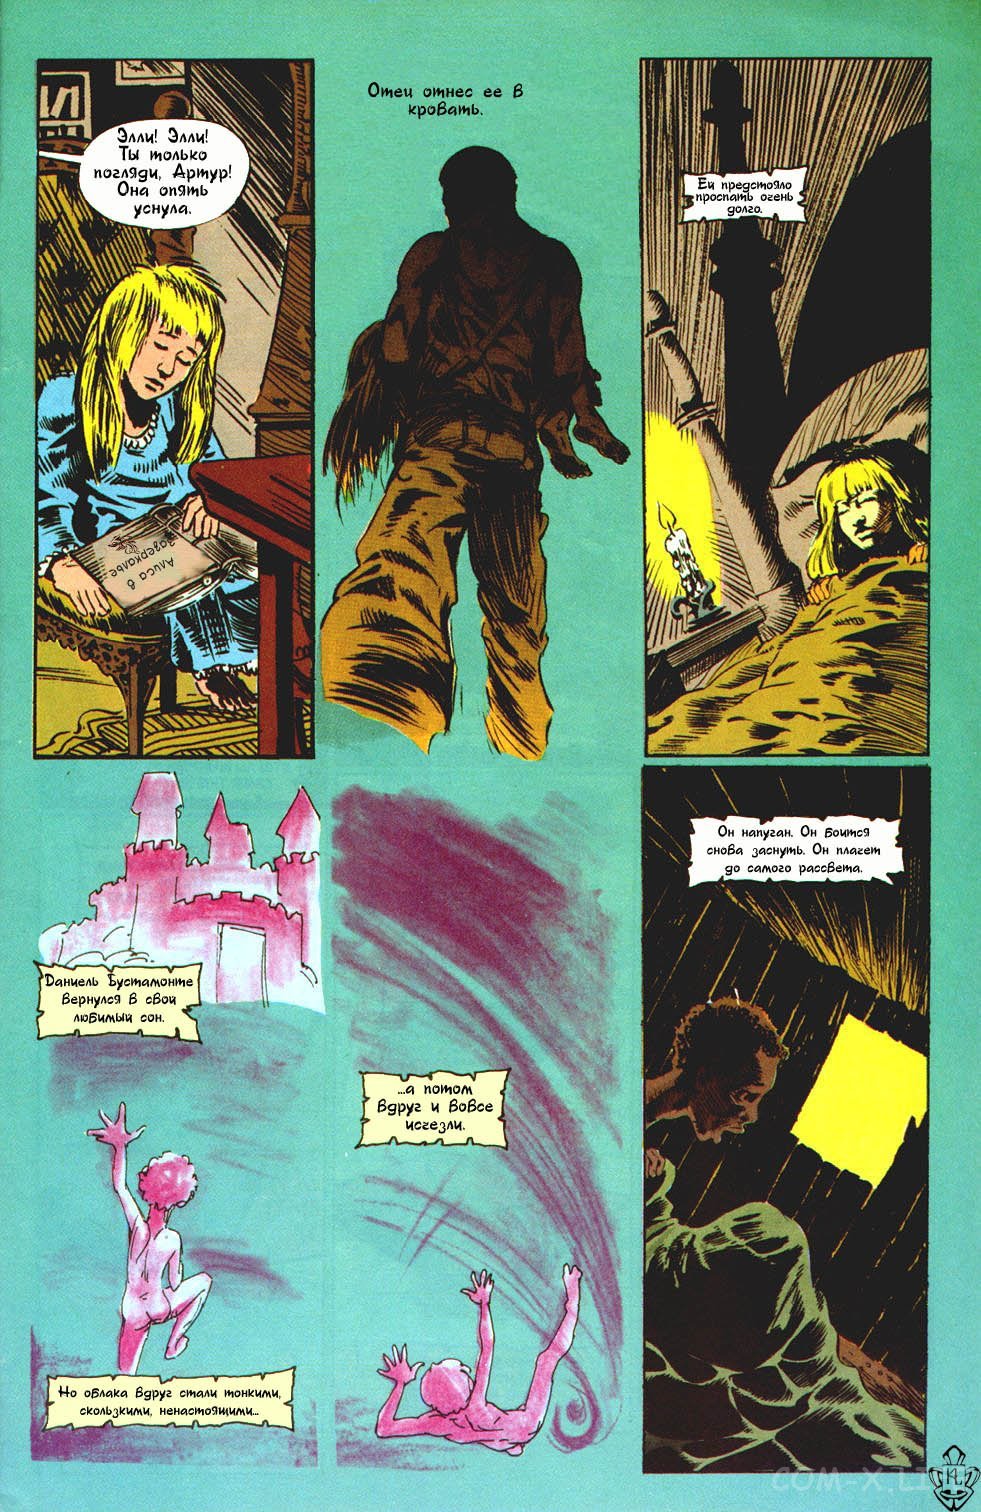 Элли! Элли!
Ты только
погляди, Артур!
Она опять
уснула.
Алиса в
Зазеркалье
Отец отнес ее в
кровать.
Ей предстояло
проспать очень
долго.
Даниель Бустамонте
вернулся в свой
любимый сон.
Но облака вдруг стали тонкими,
скользкими, ненастоящими...
...а потом
вдруг и вовсе
исчезли.
Он напуган. Он боится
снова заснуть. Он плачет
до самого рассвета.